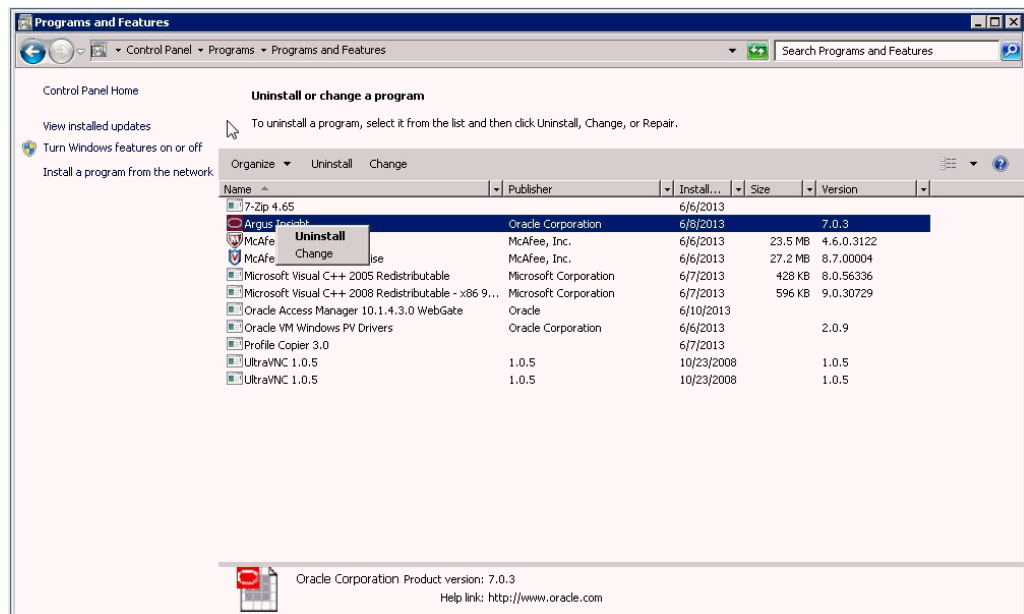 Programs and Features
Control Panel Programs Programs and Features Search Programs and Features
Control Panel Home
Uninstall or change a program
View installed updates
To uninstall a program, select it from the list and then click Uninstall, Change, or Repair.
Turn Windows features on or off
Install a program from the network
Organize Uninstall Change
Name Publisher Install... Size Version
7-Zip 4.65 6/6/2013
Argus Insight Oracle Corporation 6/8/2013 7.0.3
Uninstall
Change
McAfe McAfee, Inc. 6/6/2013 23.5 MB 4.6.0.3122
McAfe ise McAfee, Inc. 6/6/2013 27.2 MB 8.7.00004
Microsoft Visual C++ 2005 Redistributable Microsoft Corporation 6/7/2013 428 KB 8.0.56336
Microsoft Visual C++ 2008 Redistributable - x86 9... Microsoft Corporation 6/7/2013 596 KB 9.0.30729
Oracle Access Manager 10.1.4.3.0 WebGate Oracle 6/10/2013
Oracle VM Windows PV Drivers Oracle Corporation 6/6/2013 2.0.9
Profile Copier 3.0 6/7/2013
UltraVNC 1.0.5 1.0.5 10/23/2008 1.0.5
UltraVNC 1.0.5 1.0.5 10/23/2008 1.0.5
Oracle Corporation Product version: 7.0.3
Help link: http://www.oracle.com